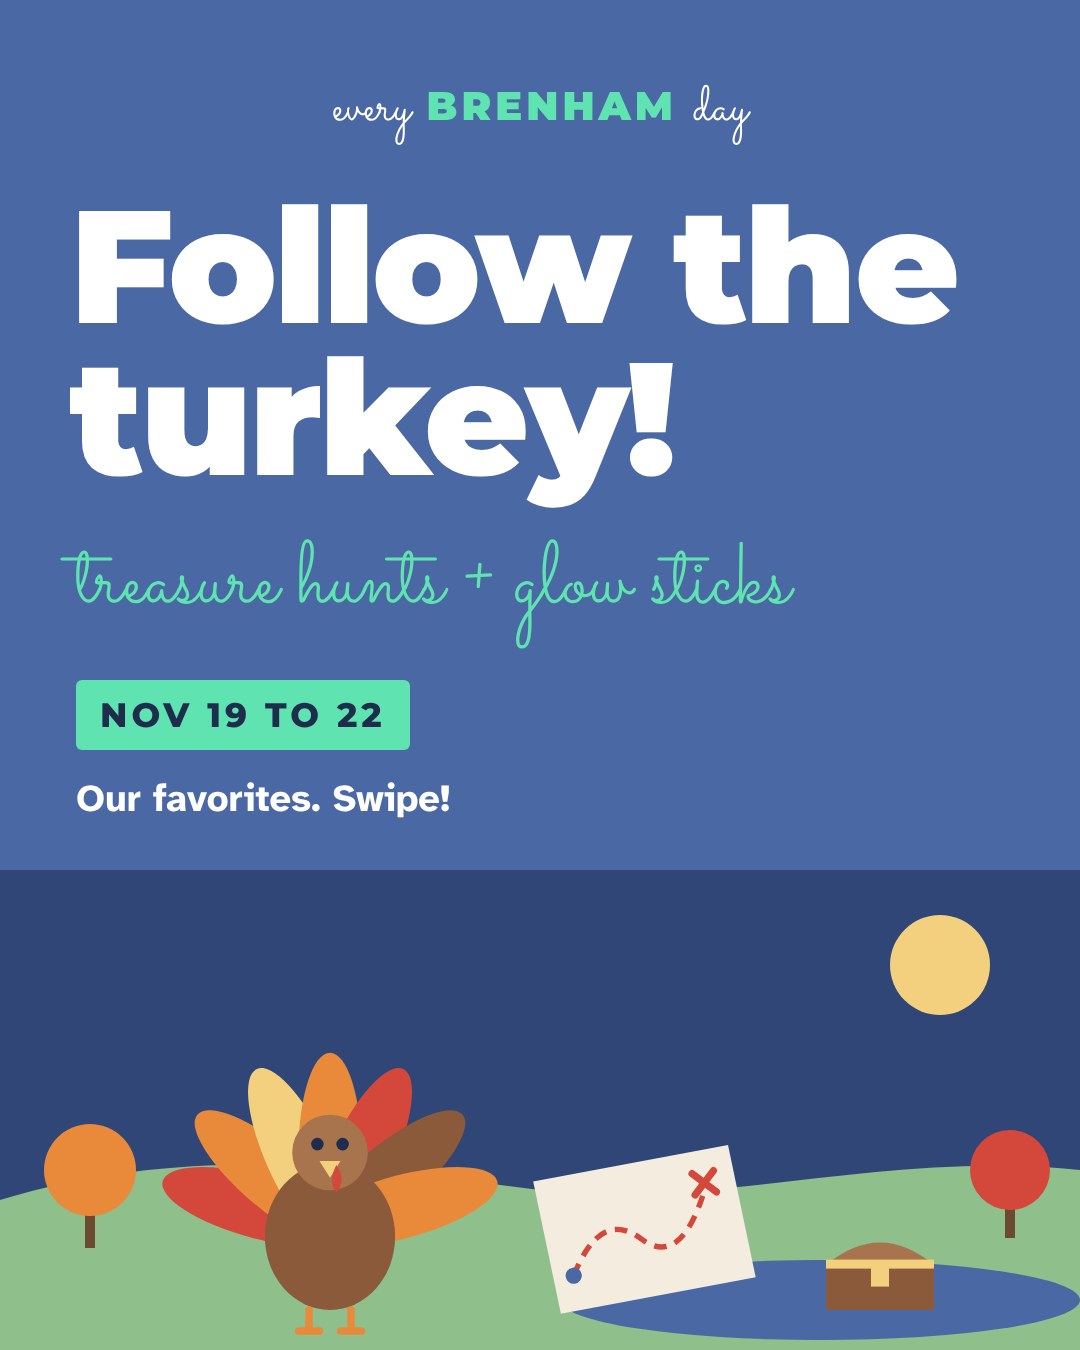 every BRENHAM day
Follow the
turkey!
treasure hunts + glow sticks
NOV 19 TO 22
Our favorites. Swipe!